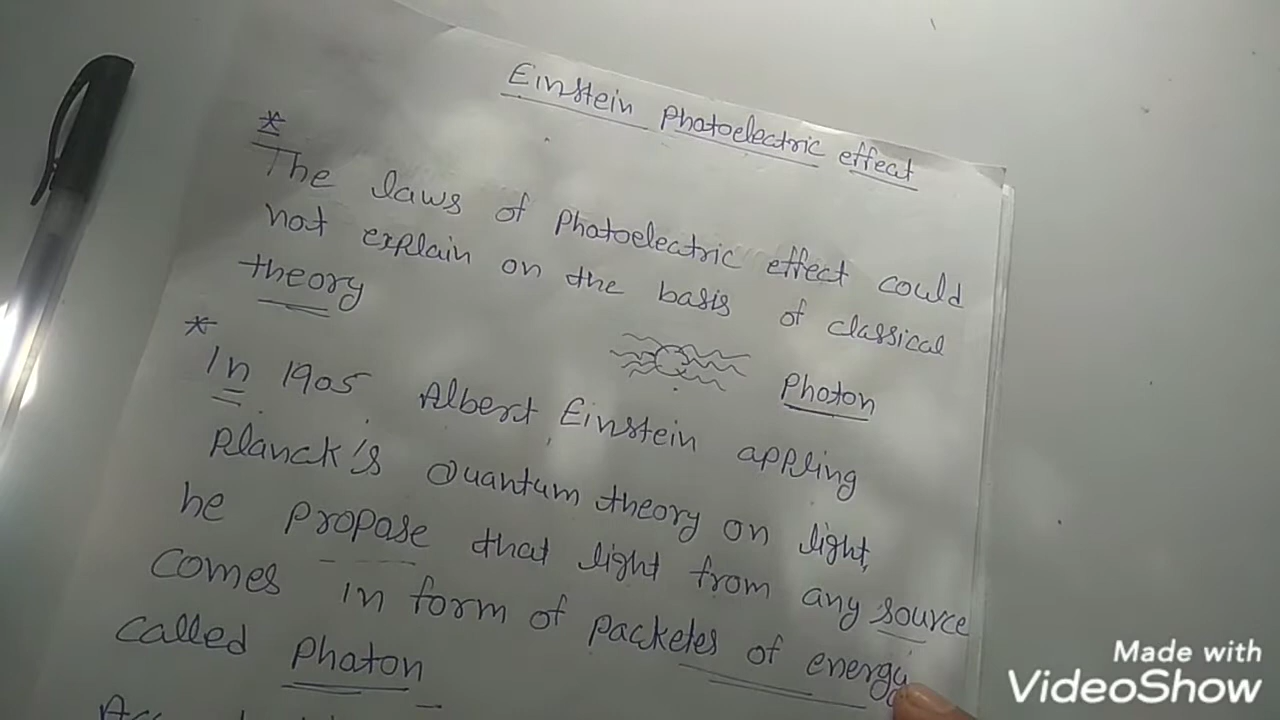 Einstein Photoelectric effect
* The laws of Photoelectric effect could
not explain on the basis of classical
theory
Photon
* In 1905, Albert Einstein appling
Planck's Quantum theory on light,
he propose that light from any source
comes in form of packetes of energy
called Photon
Made with
VideoShow